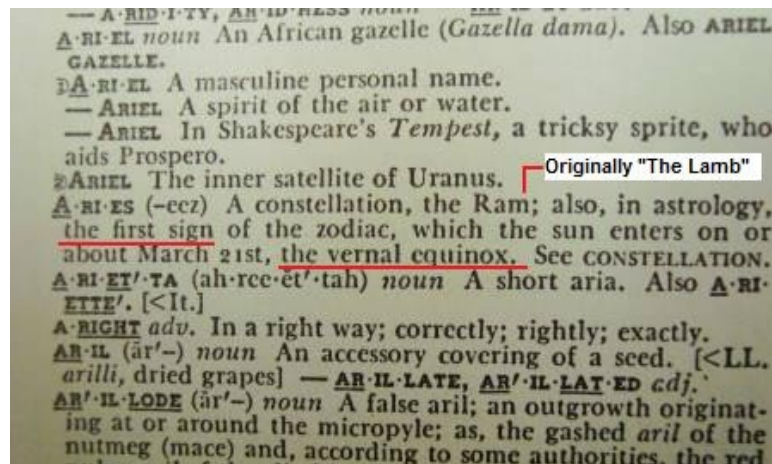 — A·RID·I·TY, AR·ID·NESS noun
A·RI·EL noun An African gazelle (Gazella dama). Also ARIEL
GAZELLE.
A·RI·EL A masculine personal name.
— ARIEL A spirit of the air or water.
— ARIEL In Shakespeare's Tempest, a tricksy sprite, who
aids Prospero.
ARIEL The inner satellite of Uranus.
Originally "The Lamb"
A·RI·ES (–eez) A constellation, the Ram; also, in astrology,
the first sign of the zodiac, which the sun enters on or
about March 21st, the vernal equinox. See CONSTELLATION.
A·RI·ET'·TA (ah·ree·ĕt'·tah) noun A short aria. Also A·RI·
ETTE'. [<It.]
A·RIGHT adv. In a right way; correctly; rightly; exactly.
AR·IL (ăr'–) noun An accessory covering of a seed. [<LL.
arilli, dried grapes] — AR·IL·LATE, AR'·IL·LAT·ED adj.
AR'·IL·LODE (ăr'–) noun A false aril; an outgrowth originat-
ing at or around the micropyle; as, the gashed aril of the
nutmeg (mace) and, according to some authorities, the red